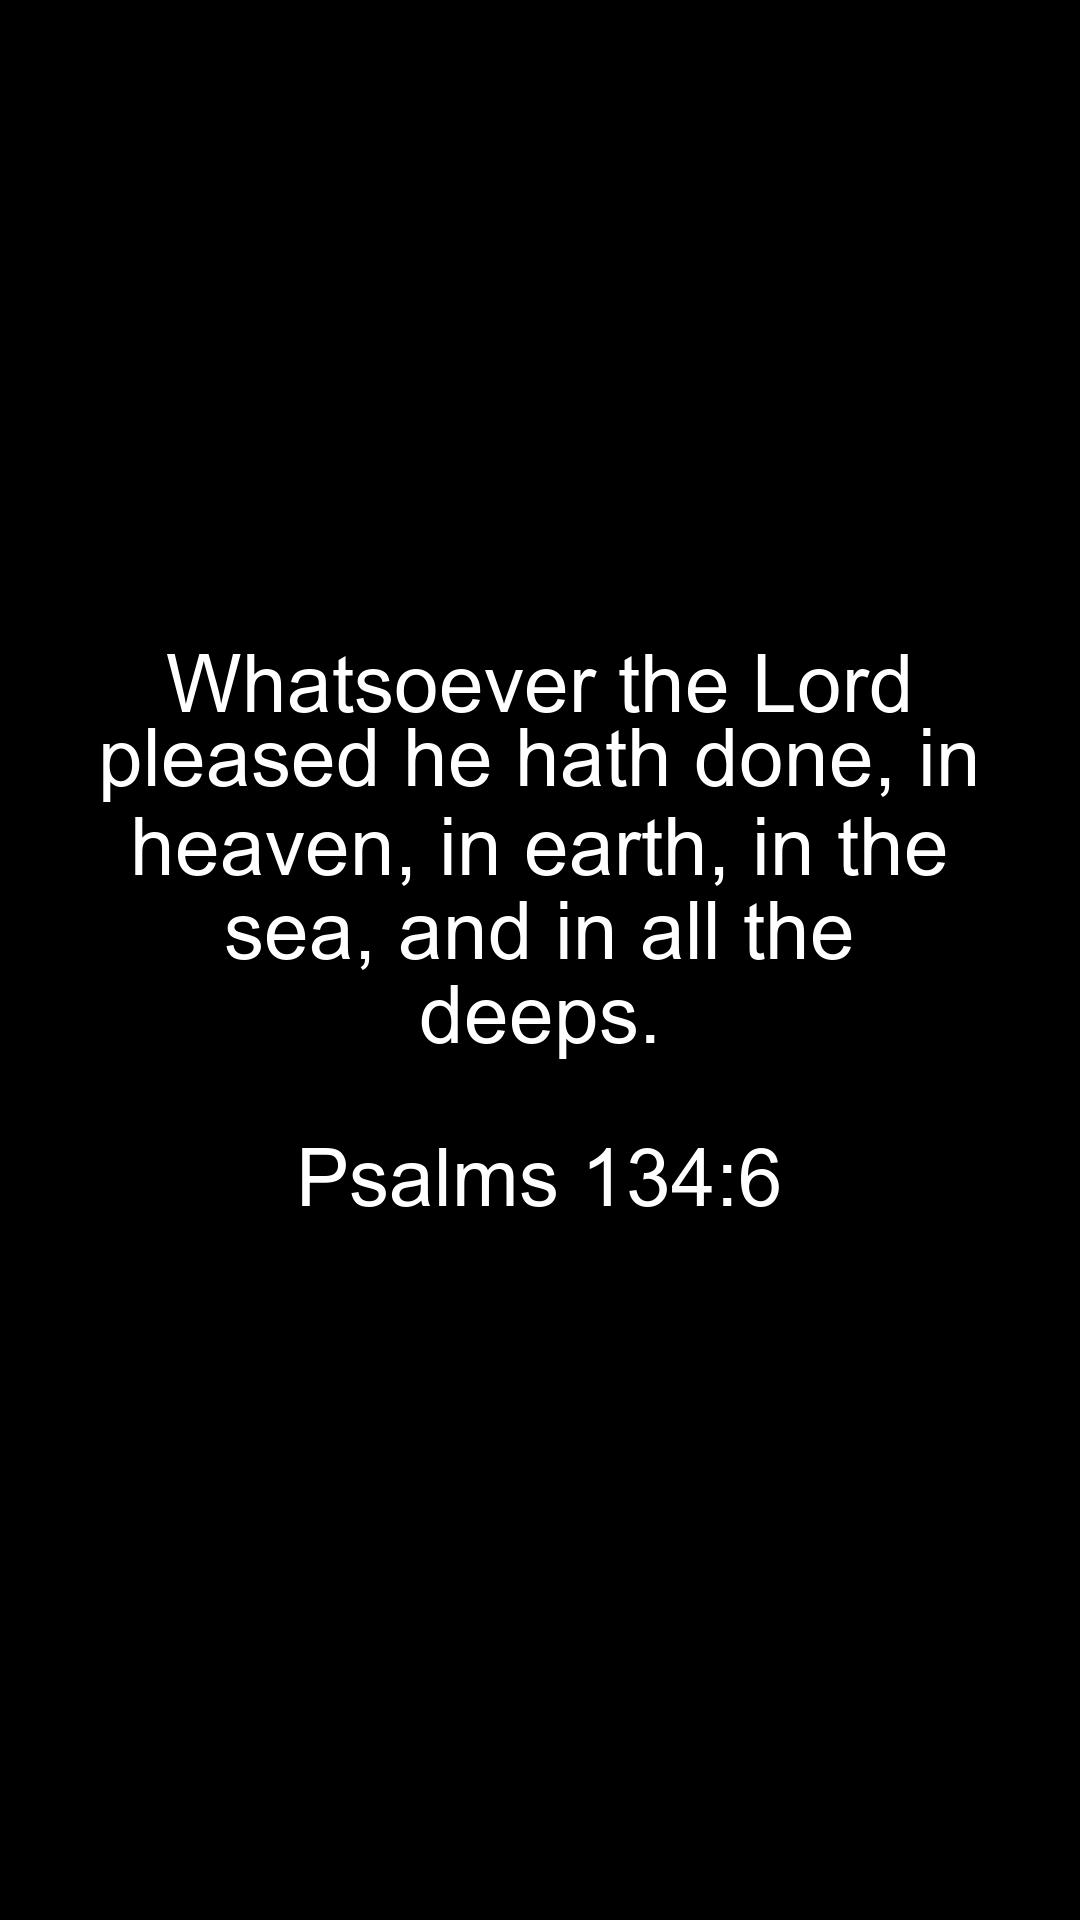 Whatsoever the Lord
pleased he hath done, in
heaven, in earth, in the
sea, and in all the
deeps.
Psalms 134:6